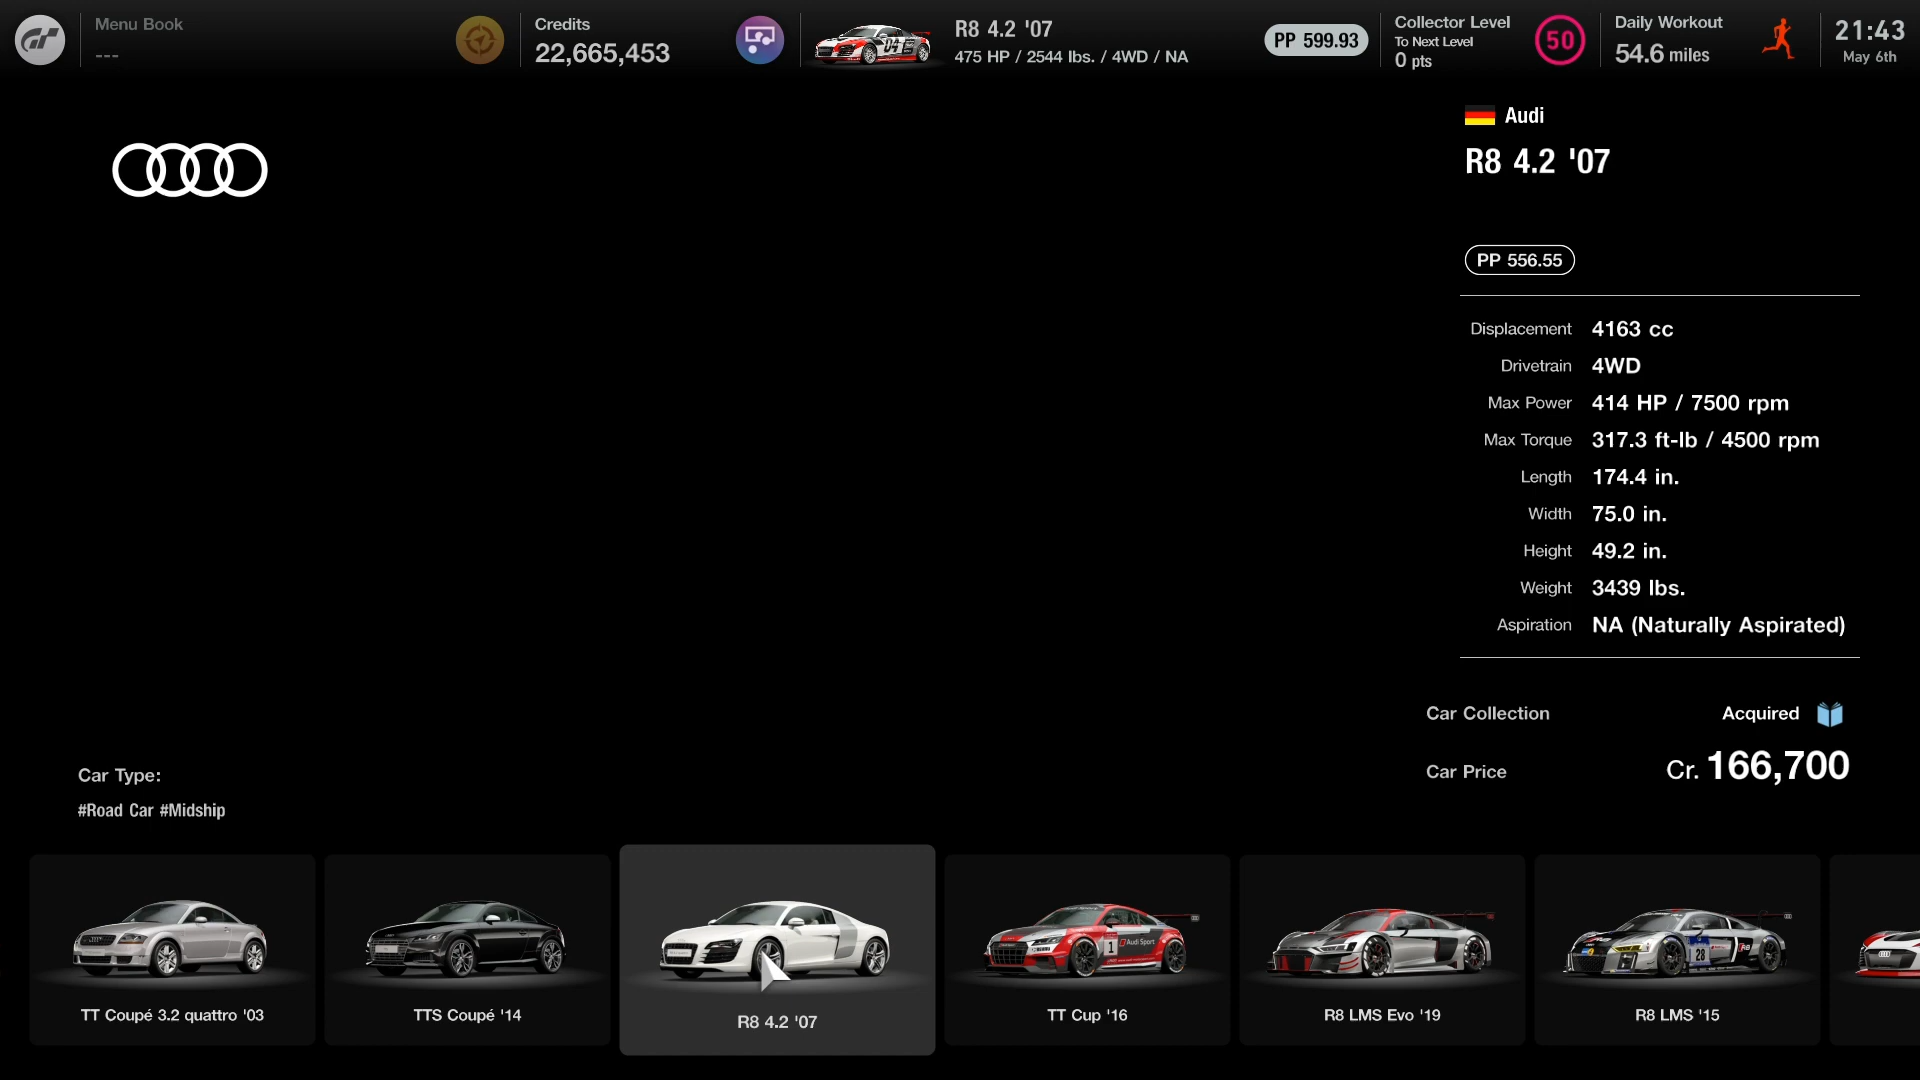 Menu Book
---
Credits
22,665,453
R8 4.2 '07
475 HP / 2544 lbs. / 4WD / NA
PP 599.93
Collector Level
To Next Level
0 pts
50
Daily Workout
54.6 miles
21:43
May 6th
Audi
R8 4.2 '07
PP 556.55
Displacement 4163 cc
Drivetrain 4WD
Max Power 414 HP / 7500 rpm
Max Torque 317.3 ft-lb / 4500 rpm
Length 174.4 in.
Width 75.0 in.
Height 49.2 in.
Weight 3439 lbs.
Aspiration NA (Naturally Aspirated)
Car Collection Acquired
Car Price Cr. 166,700
Car Type:
#Road Car #Midship
TT Coupé 3.2 quattro '03
TTS Coupé '14
R8 4.2 '07
TT Cup '16
R8 LMS Evo '19
R8 LMS '15